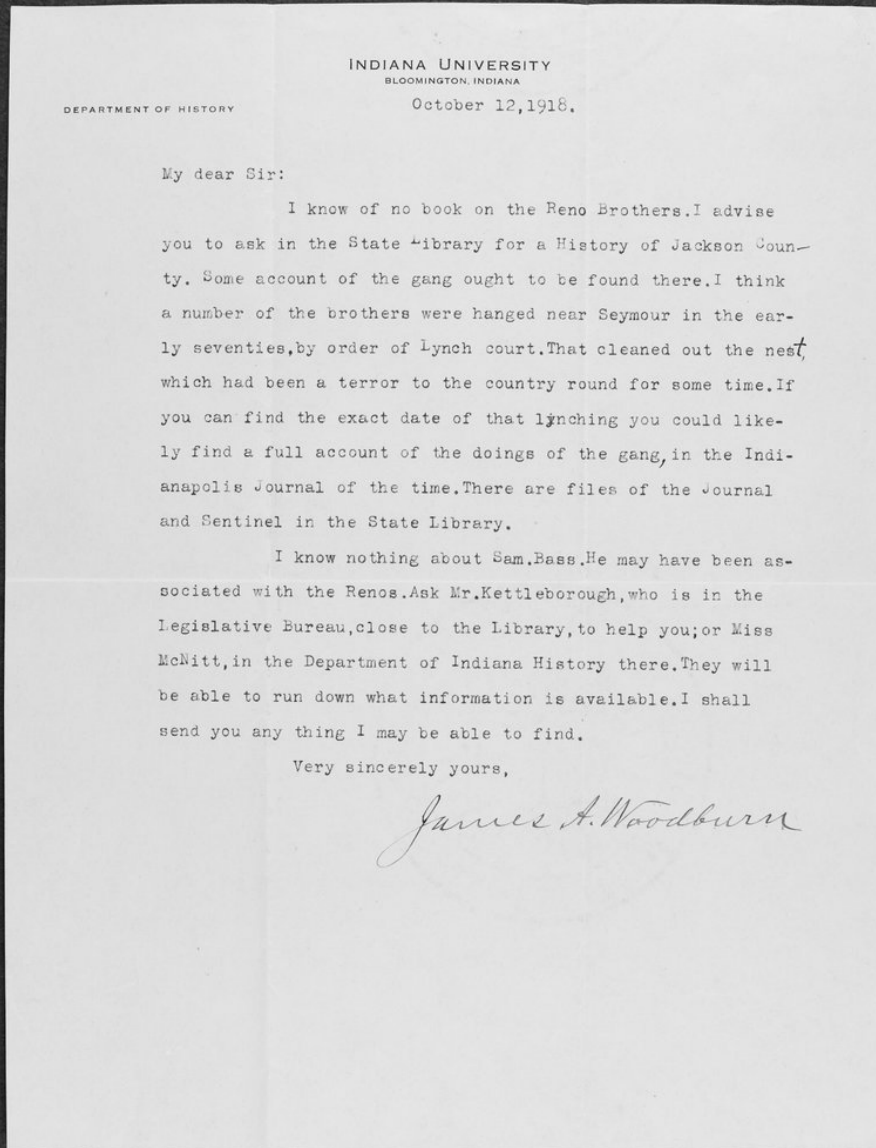 INDIANA UNIVERSITY
BLOOMINGTON, INDIANA
DEPARTMENT OF HISTORY
October 12,1918.
My dear Sir:
I know of no book on the Reno Brothers.I advise
you to ask in the State Library for a History of Jackson Coun-
ty. Some account of the gang ought to be found there.I think
a number of the brothers were hanged near Seymour in the ear-
ly seventies,by order of Lynch court.That cleaned out the nest,
which had been a terror to the country round for some time.If
you can find the exact date of that lynching you could like-
ly find a full account of the doings of the gang, in the Indi-
anapolis Journal of the time.There are files of the Journal
and Sentinel in the State Library.
I know nothing about Sam.Bass.He may have been as-
sociated with the Renos.Ask Mr.Kettleborough,who is in the
Legislative Bureau,close to the Library,to help you;or Miss
McNitt,in the Department of Indiana History there.They will
be able to run down what information is available.I shall
send you any thing I may be able to find.
Very sincerely yours,
James A. Woodburn